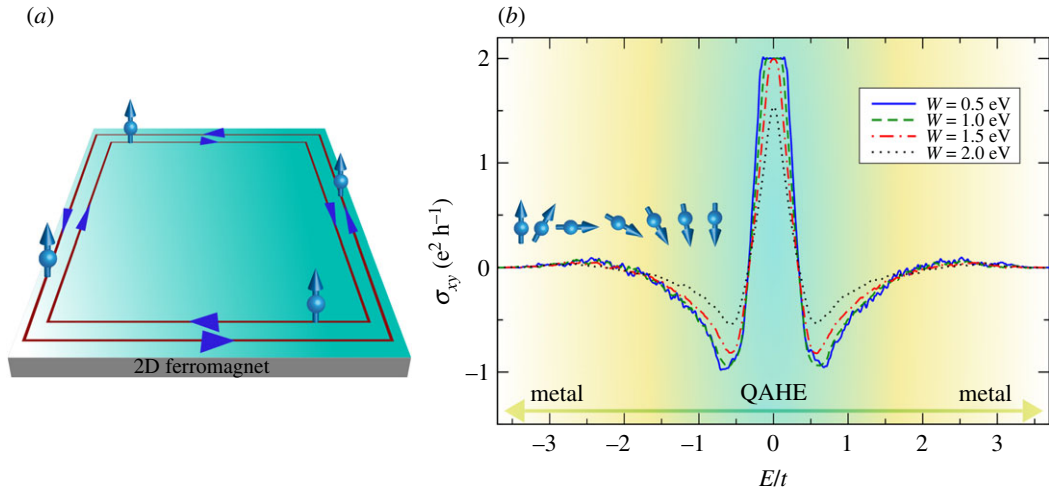 (a)
2D ferromagnet
(b)
2
1
0
–1
σxy (e² h⁻¹)
W = 0.5 eV
W = 1.0 eV
W = 1.5 eV
W = 2.0 eV
metal
QAHE
metal
–3
–2
–1
0
1
2
3
E/t